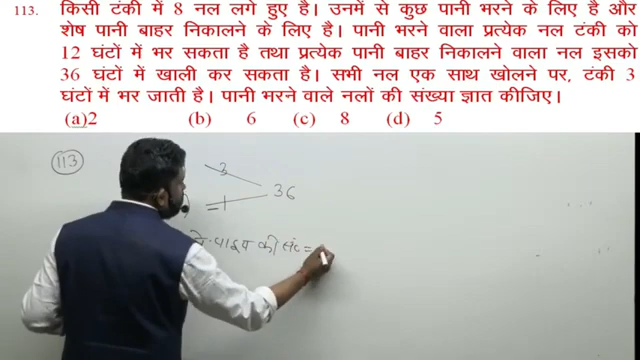 113. किसी टंकी में 8 नल लगे हुए है। उनमें से कुछ पानी भरने के लिए है और
शेष पानी बाहर निकालने के लिए है। पानी भरने वाला प्रत्येक नल टंकी को
12 घंटों में भर सकता है तथा प्रत्येक पानी बाहर निकालने वाला नल इसको
36 घंटों में खाली कर सकता है। सभी नल एक साथ खोलने पर, टंकी 3
घंटों में भर जाती है। पानी भरने वाले नलों की संख्या ज्ञात कीजिए।
(a)2 (b) 6 (c) 8 (d) 5
113
3
36
-1
पाइप की सं =